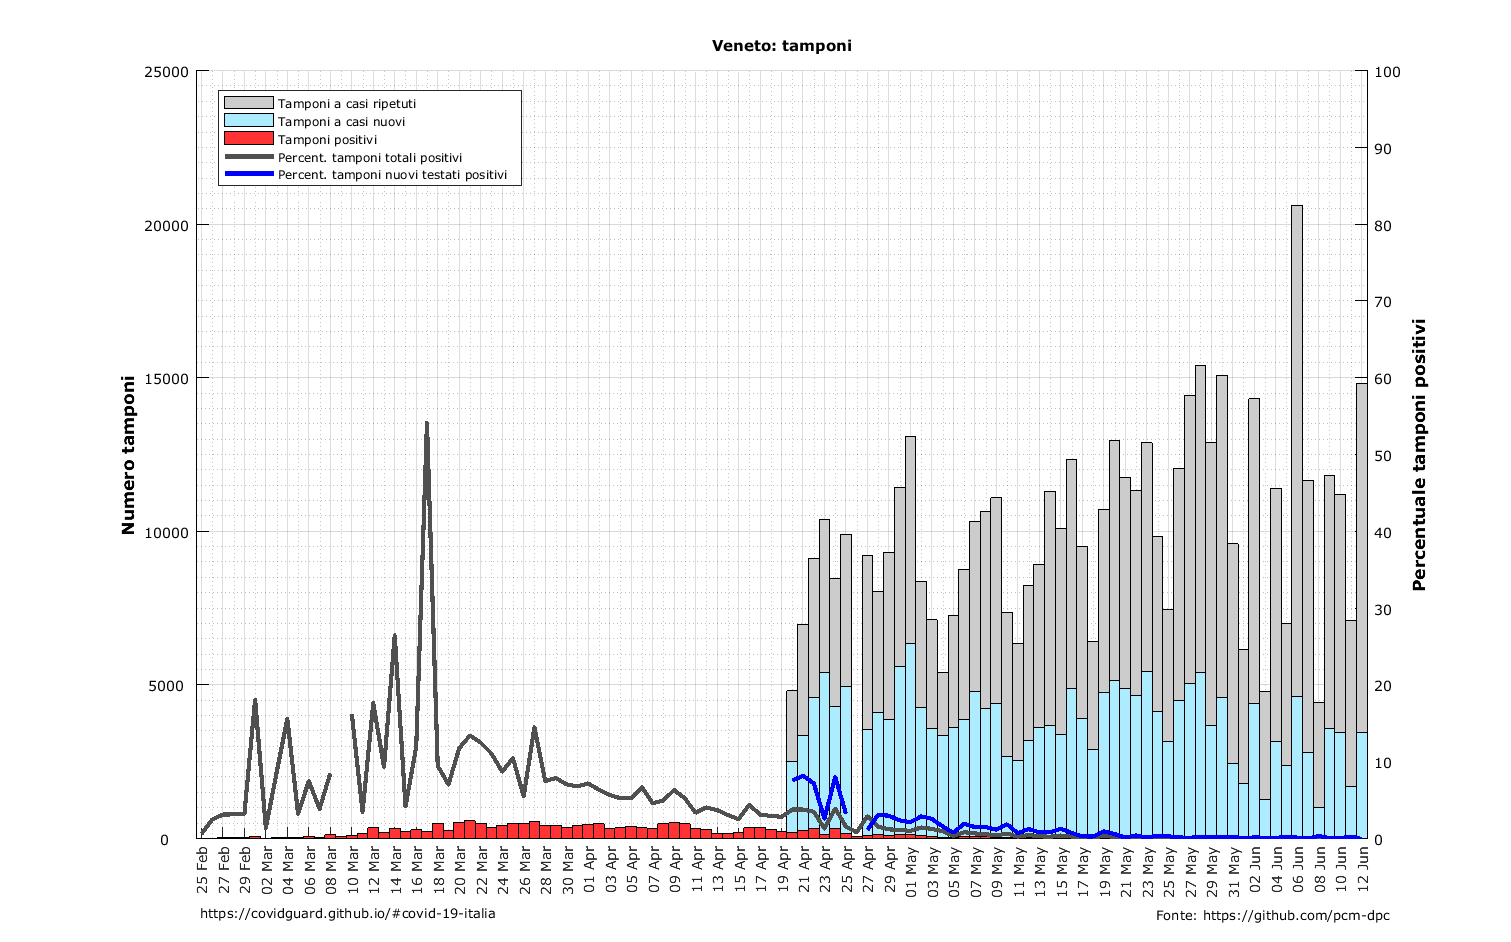 Veneto: tamponi
25000
20000
15000
10000
5000
0
Numero tamponi
Tamponi a casi ripetuti
Tamponi a casi nuovi
Tamponi positivi
Percent. tamponi totali positivi
Percent. tamponi nuovi testati positivi
100
90
80
70
60
50
40
30
20
10
0
Percentuale tamponi positivi
25 Feb
27 Feb
29 Feb
02 Mar
04 Mar
06 Mar
08 Mar
10 Mar
12 Mar
14 Mar
16 Mar
18 Mar
20 Mar
22 Mar
24 Mar
26 Mar
28 Mar
30 Mar
01 Apr
03 Apr
05 Apr
07 Apr
09 Apr
11 Apr
13 Apr
15 Apr
17 Apr
19 Apr
21 Apr
23 Apr
25 Apr
27 Apr
29 Apr
01 May
03 May
05 May
07 May
09 May
11 May
13 May
15 May
17 May
19 May
21 May
23 May
25 May
27 May
29 May
31 May
02 Jun
04 Jun
06 Jun
08 Jun
10 Jun
12 Jun
https://covidguard.github.io/#covid-19-italia
Fonte: https://github.com/pcm-dpc